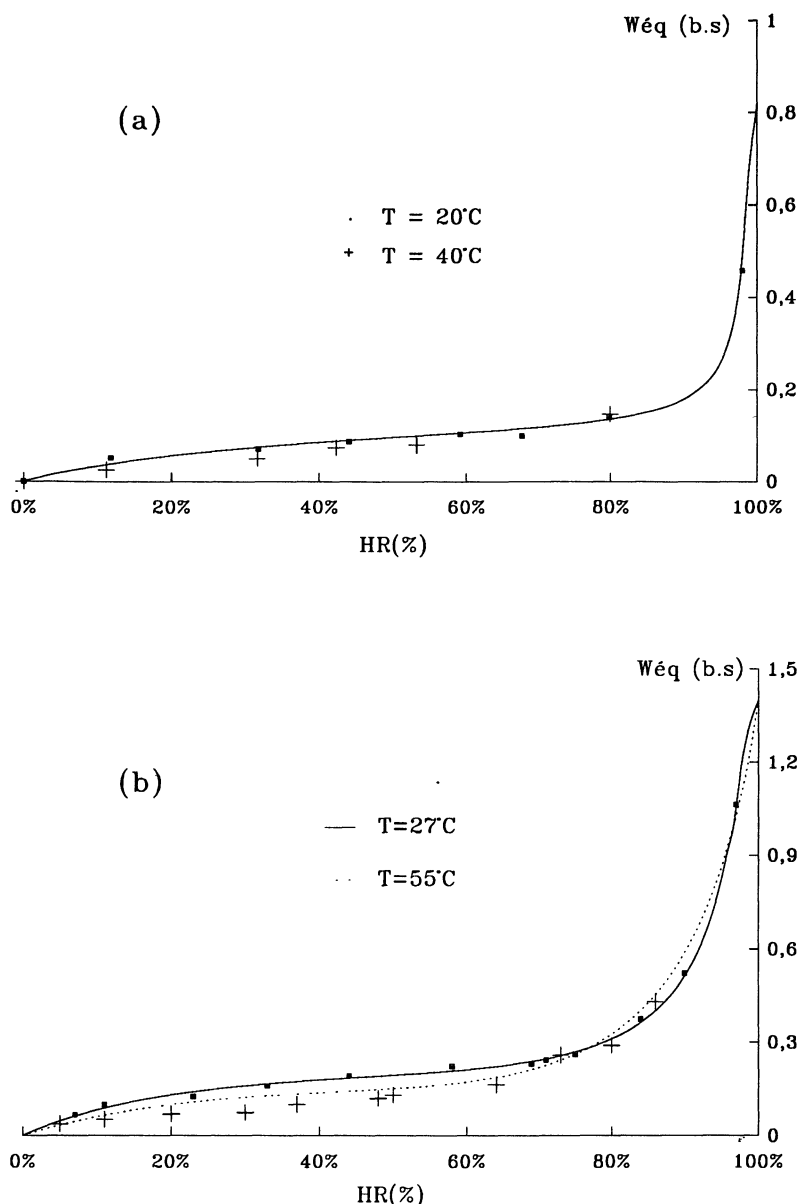 Wéq (b.s)
1
(a)
0,8
. T = 20°C
0,6
+ T = 40°C
0,4
0,2
0
0% 20% 40% 60% 80% 100%
HR(%)
Wéq (b.s)
1,5
(b)
1,2
— T=27°C
0,9
T=55°C
0,6
0,3
0
0% 20% 40% 60% 80% 100%
HR(%)